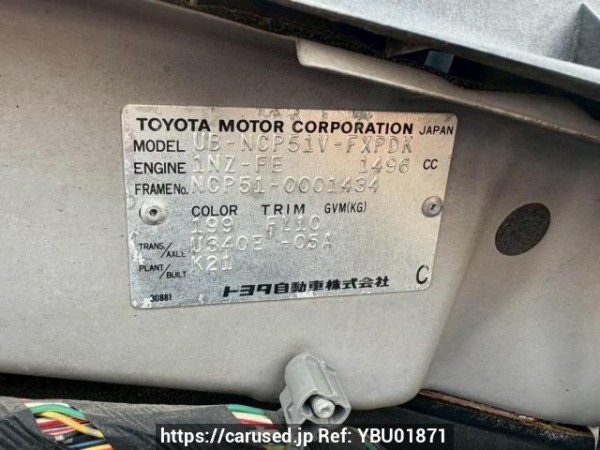 TOYOTA MOTOR CORPORATION JAPAN
MODEL UB-NCP51V-FXPDK
ENGINE 1NZ-FE 1496 CC
FRAME No. NCP51-0001434
COLOR TRIM GVM(KG)
199 F110
TRANS./AXLE U340E -05A
PLANT/BUILT K21
C
30881 トヨタ自動車株式会社
https://carused.jp Ref: YBU01871